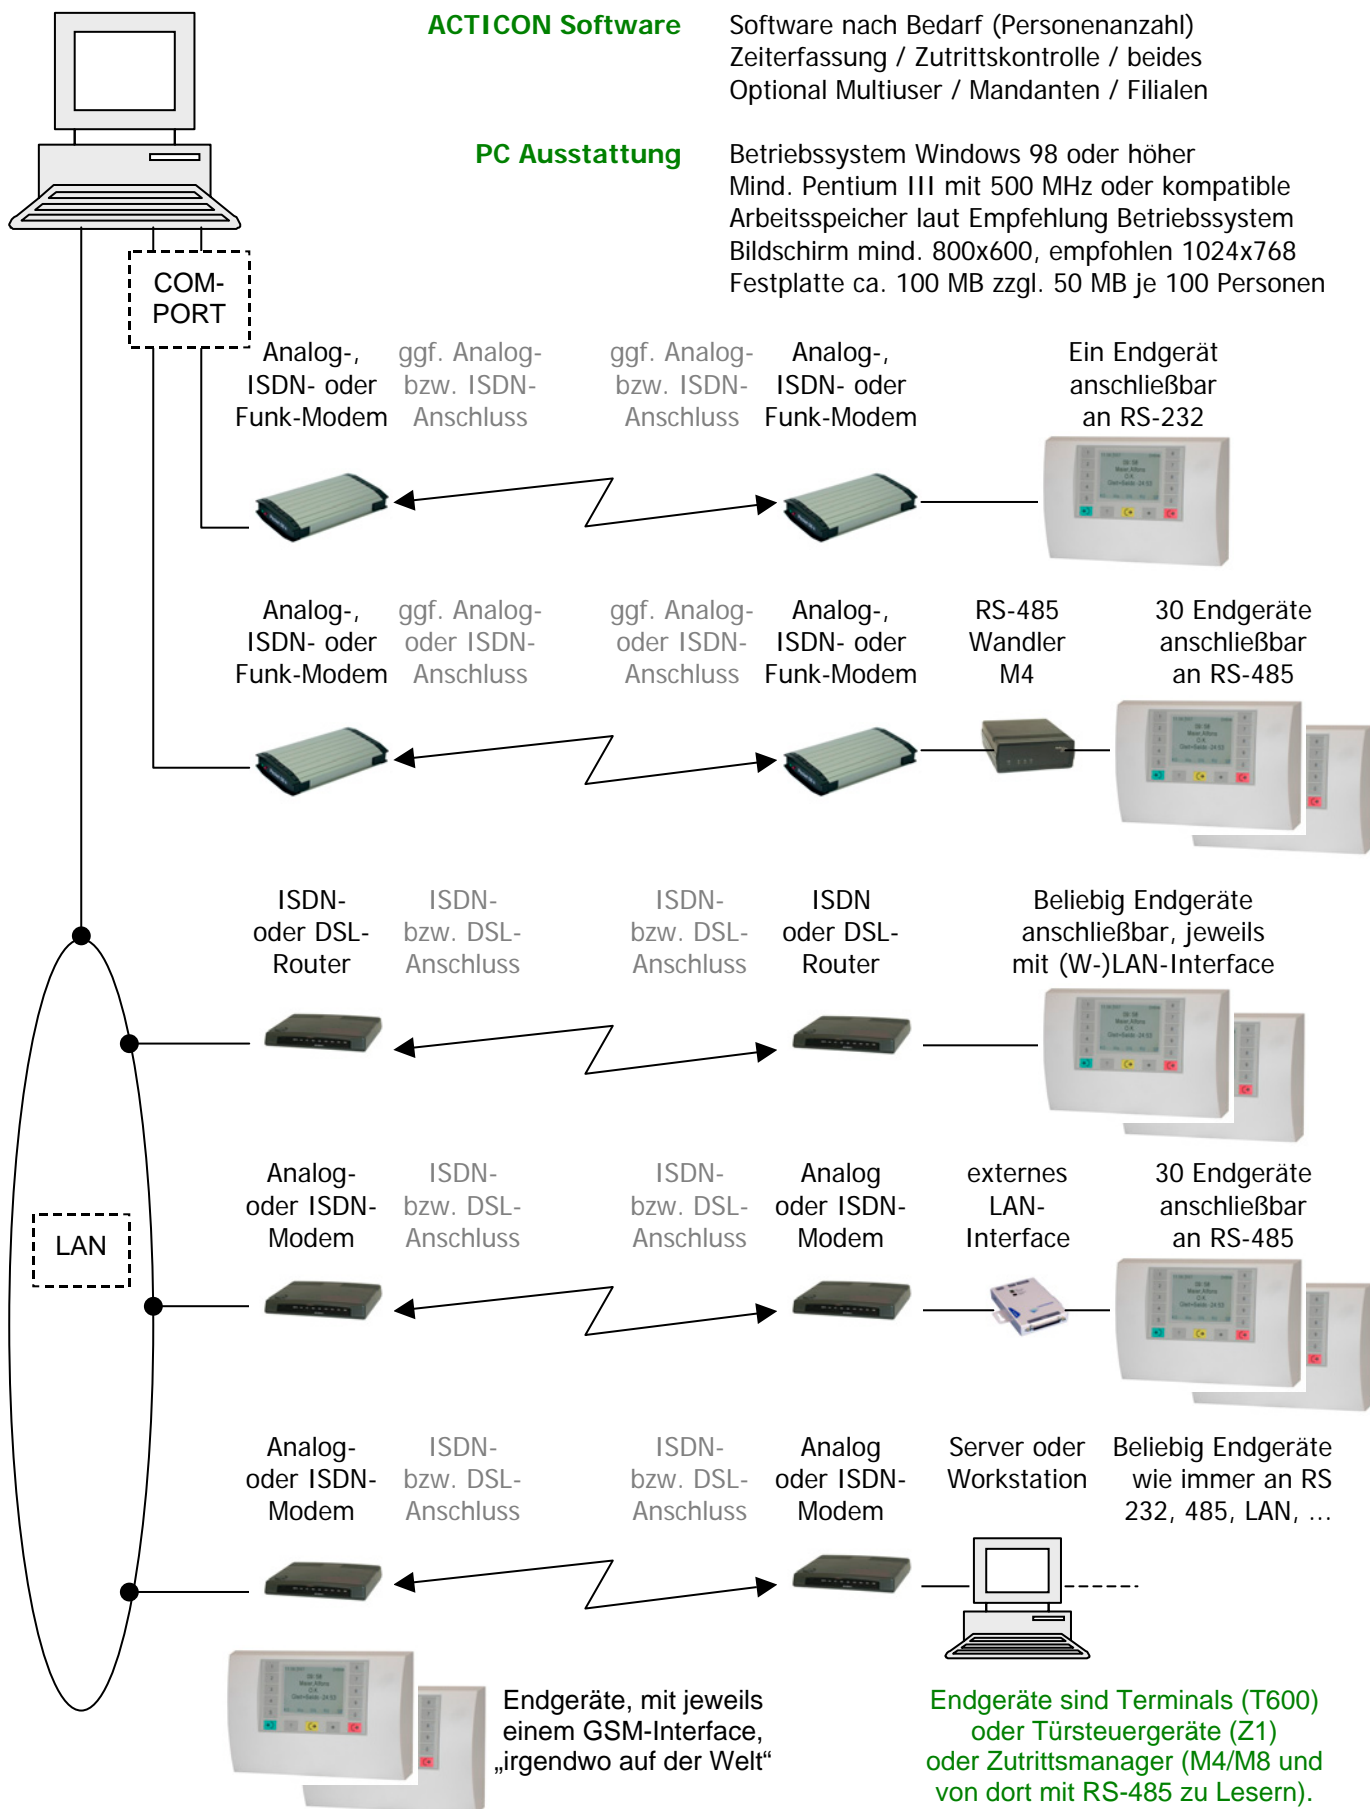 ACTICON Software
Software nach Bedarf (Personenanzahl)
Zeiterfassung / Zutrittskontrolle / beides
Optional Multiuser / Mandanten / Filialen
PC Ausstattung
Betriebssystem Windows 98 oder höher
Mind. Pentium III mit 500 MHz oder kompatible
Arbeitsspeicher laut Empfehlung Betriebssystem
Bildschirm mind. 800x600, empfohlen 1024x768
Festplatte ca. 100 MB zzgl. 50 MB je 100 Personen
COM-
PORT
Analog-,
ISDN- oder
Funk-Modem
ggf. Analog-
bzw. ISDN-
Anschluss
ggf. Analog-
bzw. ISDN-
Anschluss
Analog-,
ISDN- oder
Funk-Modem
Ein Endgerät
anschließbar
an RS-232
Analog-,
ISDN- oder
Funk-Modem
ggf. Analog-
oder ISDN-
Anschluss
ggf. Analog-
oder ISDN-
Anschluss
Analog-,
ISDN- oder
Funk-Modem
RS-485
Wandler
M4
30 Endgeräte
anschließbar
an RS-485
ISDN-
oder DSL-
Router
ISDN-
bzw. DSL-
Anschluss
ISDN-
bzw. DSL-
Anschluss
ISDN
oder DSL-
Router
Beliebig Endgeräte
anschließbar, jeweils
mit (W-)LAN-Interface
LAN
Analog-
oder ISDN-
Modem
ISDN-
bzw. DSL-
Anschluss
ISDN-
bzw. DSL-
Anschluss
Analog
oder ISDN-
Modem
externes
LAN-
Interface
30 Endgeräte
anschließbar
an RS-485
Analog-
oder ISDN-
Modem
ISDN-
bzw. DSL-
Anschluss
ISDN-
bzw. DSL-
Anschluss
Analog
oder ISDN-
Modem
Server oder
Workstation
Beliebig Endgeräte
wie immer an RS
232, 485, LAN, ...
Endgeräte, mit jeweils
einem GSM-Interface,
„irgendwo auf der Welt“
Endgeräte sind Terminals (T600)
oder Türsteuergeräte (Z1)
oder Zutrittsmanager (M4/M8 und
von dort mit RS-485 zu Lesern).